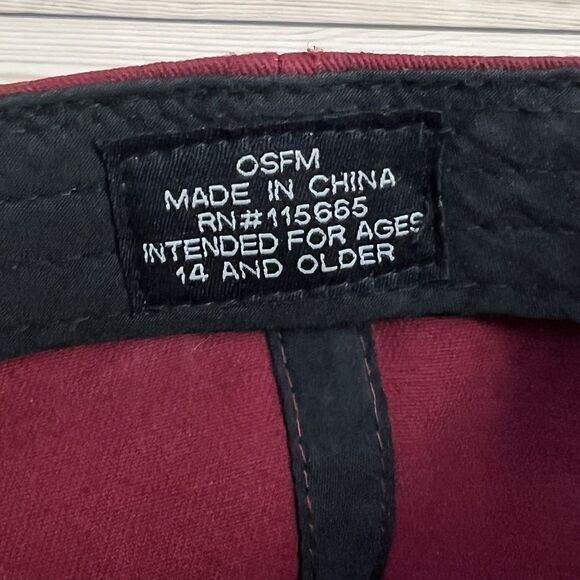 OSFM
MADE IN CHINA
RN#115665
INTENDED FOR AGES
14 AND OLDER